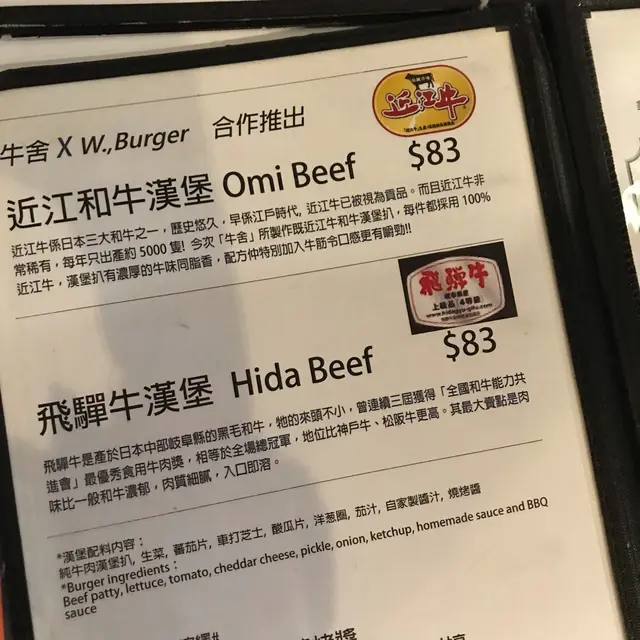 近江牛
牛舍 X W.,Burger 合作推出
$83
近江和牛漢堡 Omi Beef
近江牛係日本三大和牛之一，歷史悠久，早係江戶時代, 近江牛已被視為貢品。而且近江牛非
常稀有，每年只出產約 5000 隻! 今次「牛舍」所製作既近江牛和牛漢堡扒，每件都採用 100%
近江牛，漢堡扒有濃厚的牛味同脂香，配方仲特別加入牛筋令口感更有嚼勁!!
飛騨牛
上級品 4等級
www.hidagyu-gifu.com
$83
飛驒牛漢堡 Hida Beef
飛驒牛是產於日本中部岐阜縣的黑毛和牛，牠的來頭不小，曾連續三屆獲得「全國和牛能力共
進會」最優秀食用牛肉獎，相等於全場總冠軍，地位比神戶牛、松阪牛更高。其最大賣點是肉
味比一般和牛濃郁，肉質細膩，入口即溶。
*漢堡配料內容：
純牛肉漢堡扒, 生菜, 蕃茄片, 車打芝士, 酸瓜片, 洋葱圈, 茄汁, 自家製醬汁, 燒烤醬
*Burger ingredients：
Beef patty, lettuce, tomato, cheddar cheese, pickle, onion, ketchup, homemade sauce and BBQ
sauce